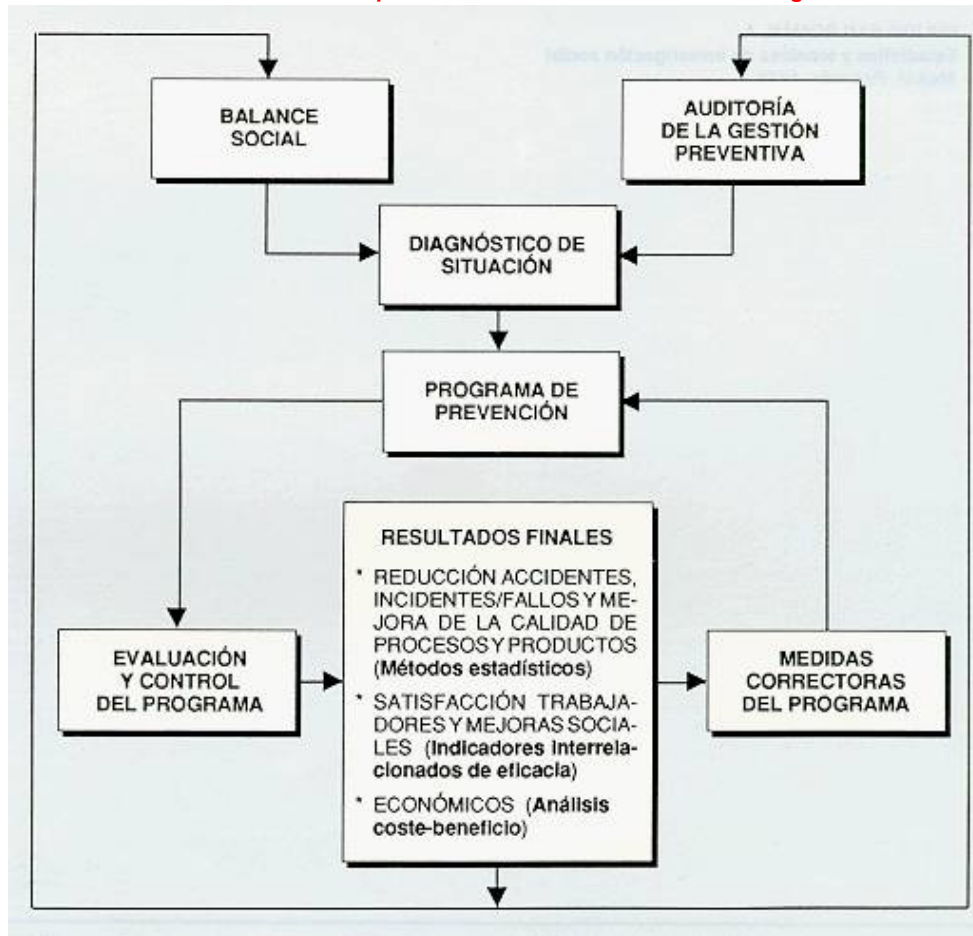 BALANCE
SOCIAL
AUDITORÍA
DE LA GESTIÓN
PREVENTIVA
DIAGNÓSTICO DE
SITUACIÓN
PROGRAMA DE
PREVENCIÓN
EVALUACIÓN
Y CONTROL
DEL PROGRAMA
RESULTADOS FINALES
* REDUCCIÓN ACCIDENTES,
INCIDENTES/FALLOS Y ME-
JORA DE LA CALIDAD DE
PROCESOS Y PRODUCTOS
(Métodos estadísticos)
* SATISFACCIÓN TRABAJA-
DORES Y MEJORAS SOCIA-
LES (Indicadores interrela-
cionados de eficacia)
* ECONÓMICOS (Análisis
coste-beneficio)
MEDIDAS
CORRECTORAS
DEL PROGRAMA